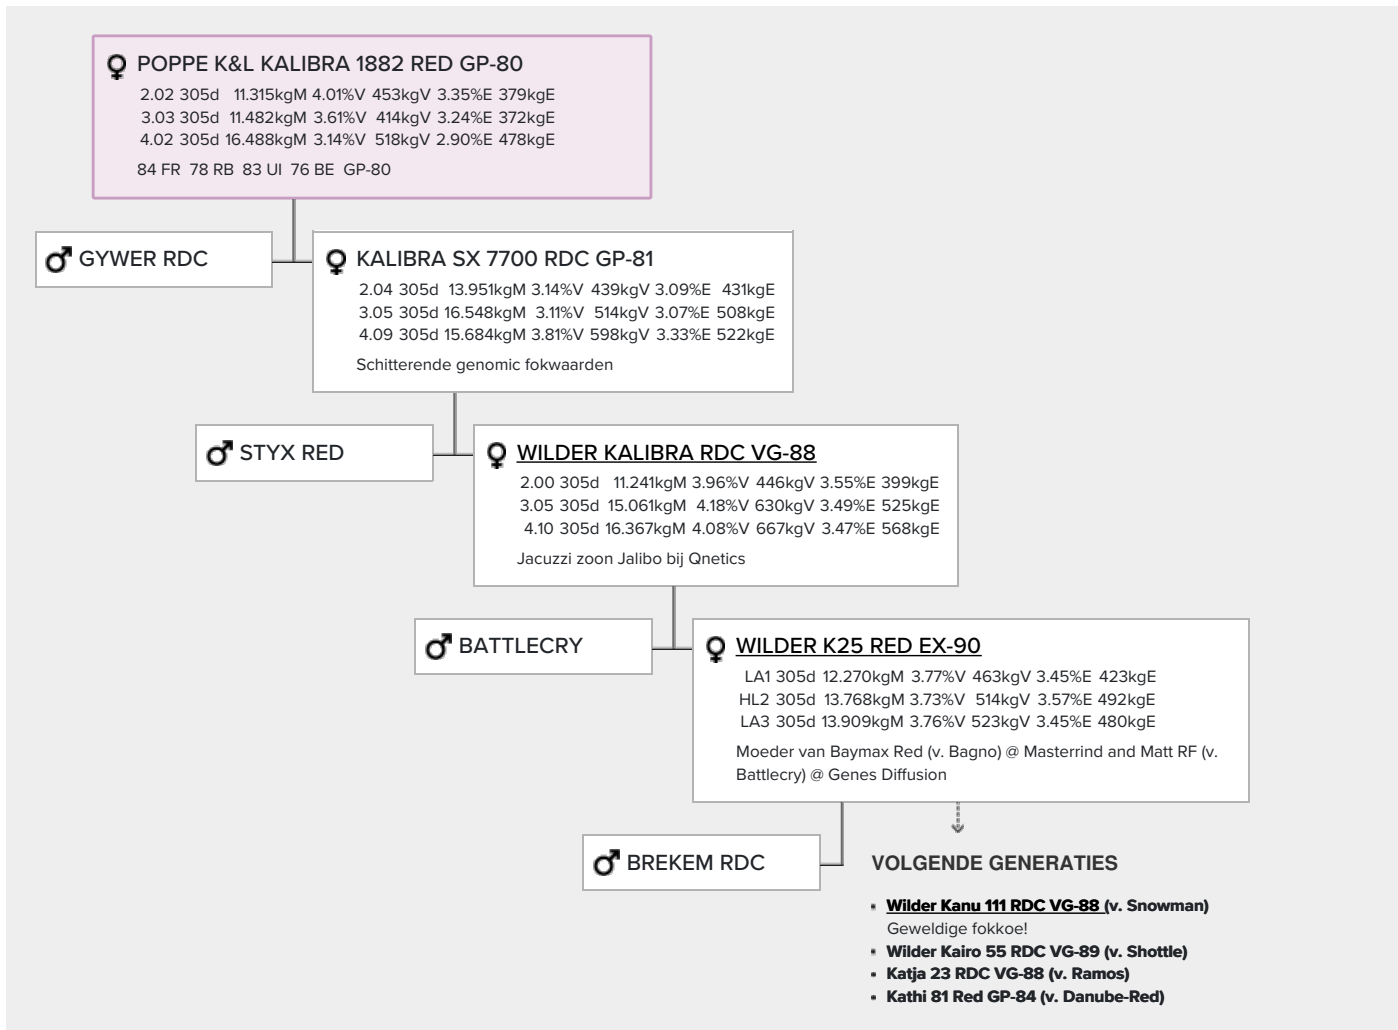 POPPE K&L KALIBRA 1882 RED GP-80
2.02 305d 11.315kgM 4.01%V 453kgV 3.35%E 379kgE
3.03 305d 11.482kgM 3.61%V 414kgV 3.24%E 372kgE
4.02 305d 16.488kgM 3.14%V 518kgV 2.90%E 478kgE
84 FR 78 RB 83 UI 76 BE GP-80
GYWER RDC
KALIBRA SX 7700 RDC GP-81
2.04 305d 13.951kgM 3.14%V 439kgV 3.09%E 431kgE
3.05 305d 16.548kgM 3.11%V 514kgV 3.07%E 508kgE
4.09 305d 15.684kgM 3.81%V 598kgV 3.33%E 522kgE
Schitterende genomic fokwaarden
STYX RED
WILDER KALIBRA RDC VG-88
2.00 305d 11.241kgM 3.96%V 446kgV 3.55%E 399kgE
3.05 305d 15.061kgM 4.18%V 630kgV 3.49%E 525kgE
4.10 305d 16.367kgM 4.08%V 667kgV 3.47%E 568kgE
Jacuzzi zoon Jalibo bij Qnetics
BATTLECRY
WILDER K25 RED EX-90
LA1 305d 12.270kgM 3.77%V 463kgV 3.45%E 423kgE
HL2 305d 13.768kgM 3.73%V 514kgV 3.57%E 492kgE
LA3 305d 13.909kgM 3.76%V 523kgV 3.45%E 480kgE
Moeder van Baymax Red (v. Bagno) @ Masterrind and Matt RF (v.
Battlecry) @ Genes Diffusion
BREKEM RDC
VOLGENDE GENERATIES
Wilder Kanu 111 RDC VG-88 (v. Snowman)
Geweldige fokkoe!
Wilder Kairo 55 RDC VG-89 (v. Shottle)
Katja 23 RDC VG-88 (v. Ramos)
Kathi 81 Red GP-84 (v. Danube-Red)